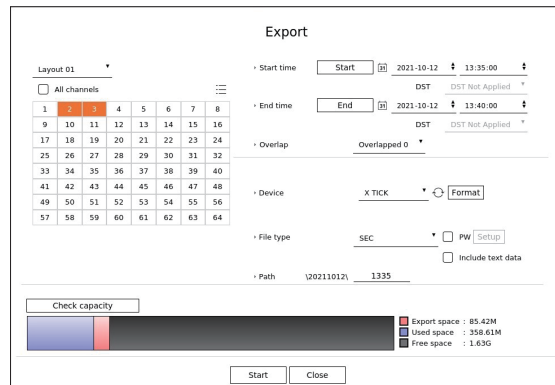 Export
Layout 01
All channels
1 2 3 4 5 6 7 8
9 10 11 12 13 14 15 16
17 18 19 20 21 22 23 24
25 26 27 28 29 30 31 32
33 34 35 36 37 38 39 40
41 42 43 44 45 46 47 48
49 50 51 52 53 54 55 56
57 58 59 60 61 62 63 64
Start time Start 31 2021-10-12 13:35:00
DST DST Not Applied
End time End 31 2021-10-12 13:40:00
DST DST Not Applied
Overlap Overlapped 0
Device X TICK Format
File type SEC PW Setup
Include text data
Path \20211012\ 1335
Check capacity
Export space : 85.42M
Used space : 358.61M
Free space : 1.63G
Start Close